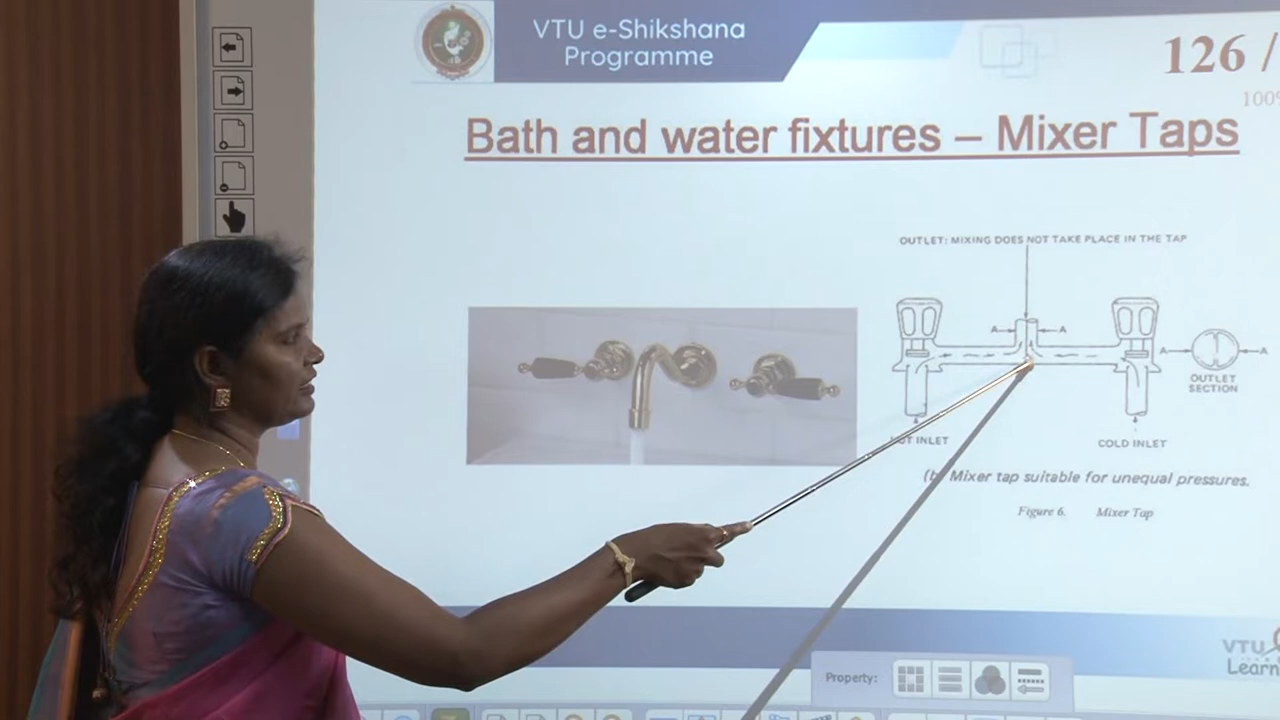 VTU e-Shikshana
Programme
126 /
100%
Bath and water fixtures – Mixer Taps
OUTLET: MIXING DOES NOT TAKE PLACE IN THE TAP
A A
A A
OUTLET
SECTION
INLET
COLD INLET
Mixer tap suitable for unequal pressures.
Figure 6. Mixer Tap
VTU
Learn
Property: